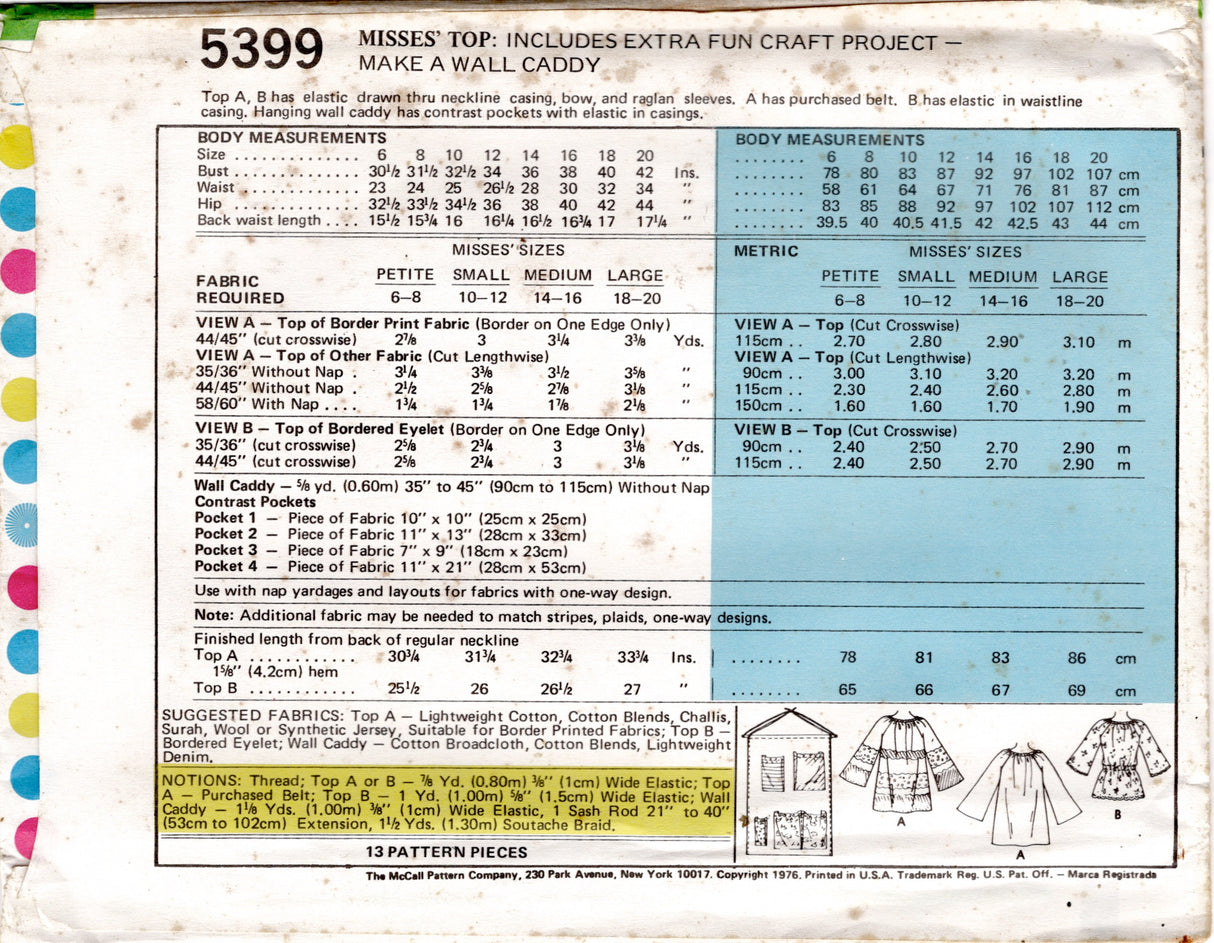 5399 MISSES' TOP: INCLUDES EXTRA FUN CRAFT PROJECT —
MAKE A WALL CADDY
Top A, B has elastic drawn thru neckline casing, bow, and raglan sleeves. A has purchased belt. B has elastic in waistline
casing. Hanging wall caddy has contrast pockets with elastic in casings.
BODY MEASUREMENTS BODY MEASUREMENTS
Size .............. 6 8 10 12 14 16 18 20 ........ 6 8 10 12 14 16 18 20
Bust .............. 30½ 31½ 32½ 34 36 38 40 42 Ins. ........ 78 80 83 87 92 97 102 107 cm
Waist ............. 23 24 25 26½ 28 30 32 34 " ........ 58 61 64 67 71 76 81 87 cm
Hip ............... 32½ 33½ 34½ 36 38 40 42 44 " ........ 83 85 88 92 97 102 107 112 cm
Back waist length .... 15½ 15¾ 16 16¼ 16½ 16¾ 17 17¼ " ........ 39.5 40 40.5 41.5 42 42.5 43 44 cm
MISSES' SIZES METRIC MISSES' SIZES
FABRIC PETITE SMALL MEDIUM LARGE PETITE SMALL MEDIUM LARGE
REQUIRED 6–8 10–12 14–16 18–20 6–8 10–12 14–16 18–20
VIEW A — Top of Border Print Fabric (Border on One Edge Only) VIEW A — Top (Cut Crosswise)
44/45" (cut crosswise) 2⅞ 3 3¼ 3⅜ Yds. 115cm .. 2.70 2.80 2.90 3.10 m
VIEW A — Top of Other Fabric (Cut Lengthwise) VIEW A — Top (Cut Lengthwise)
35/36" Without Nap . 3¼ 3⅜ 3½ 3⅝ " 90cm .. 3.00 3.10 3.20 3.20 m
44/45" Without Nap . 2½ 2⅝ 2⅞ 3⅛ " 115cm .. 2.30 2.40 2.60 2.80 m
58/60" With Nap .... 1¾ 1¾ 1⅞ 2⅛ " 150cm .. 1.60 1.60 1.70 1.90 m
VIEW B — Top of Bordered Eyelet (Border on One Edge Only) VIEW B — Top (Cut Crosswise)
35/36" (cut crosswise) 2⅝ 2¾ 3 3⅛ Yds. 90cm .. 2.40 2.50 2.70 2.90 m
44/45" (cut crosswise) 2⅝ 2¾ 3 3⅛ " 115cm .. 2.40 2.50 2.70 2.90 m
Wall Caddy — ⅝ yd. (0.60m) 35" to 45" (90cm to 115cm) Without Nap
Contrast Pockets
Pocket 1 — Piece of Fabric 10" x 10" (25cm x 25cm)
Pocket 2 — Piece of Fabric 11" x 13" (28cm x 33cm)
Pocket 3 — Piece of Fabric 7" x 9" (18cm x 23cm)
Pocket 4 — Piece of Fabric 11" x 21" (28cm x 53cm)
Use with nap yardages and layouts for fabrics with one-way design.
Note: Additional fabric may be needed to match stripes, plaids, one-way designs.
Finished length from back of regular neckline
Top A ............ 30¾ 31¾ 32¾ 33¾ Ins. ........ 78 81 83 86 cm
1⅝" (4.2cm) hem
Top B ............ 25½ 26 26½ 27 " ........ 65 66 67 69 cm
SUGGESTED FABRICS: Top A — Lightweight Cotton, Cotton Blends, Challis,
Surah, Wool or Synthetic Jersey, Suitable for Border Printed Fabrics; Top B —
Bordered Eyelet; Wall Caddy — Cotton Broadcloth, Cotton Blends, Lightweight
Denim.
NOTIONS: Thread; Top A or B — ⅞ Yd. (0.80m) ⅜" (1cm) Wide Elastic; Top
A — Purchased Belt; Top B — 1 Yd. (1.00m) ⅝" (1.5cm) Wide Elastic; Wall
Caddy — 1⅛ Yds. (1.00m) ⅜" (1cm) Wide Elastic, 1 Sash Rod 21" to 40"
(53cm to 102cm) Extension, 1½ Yds. (1.30m) Soutache Braid.
A A B
13 PATTERN PIECES
The McCall Pattern Company, 230 Park Avenue, New York 10017. Copyright 1976. Printed in U.S.A. Trademark Reg. U.S. Pat. Off. — Marca Registrada